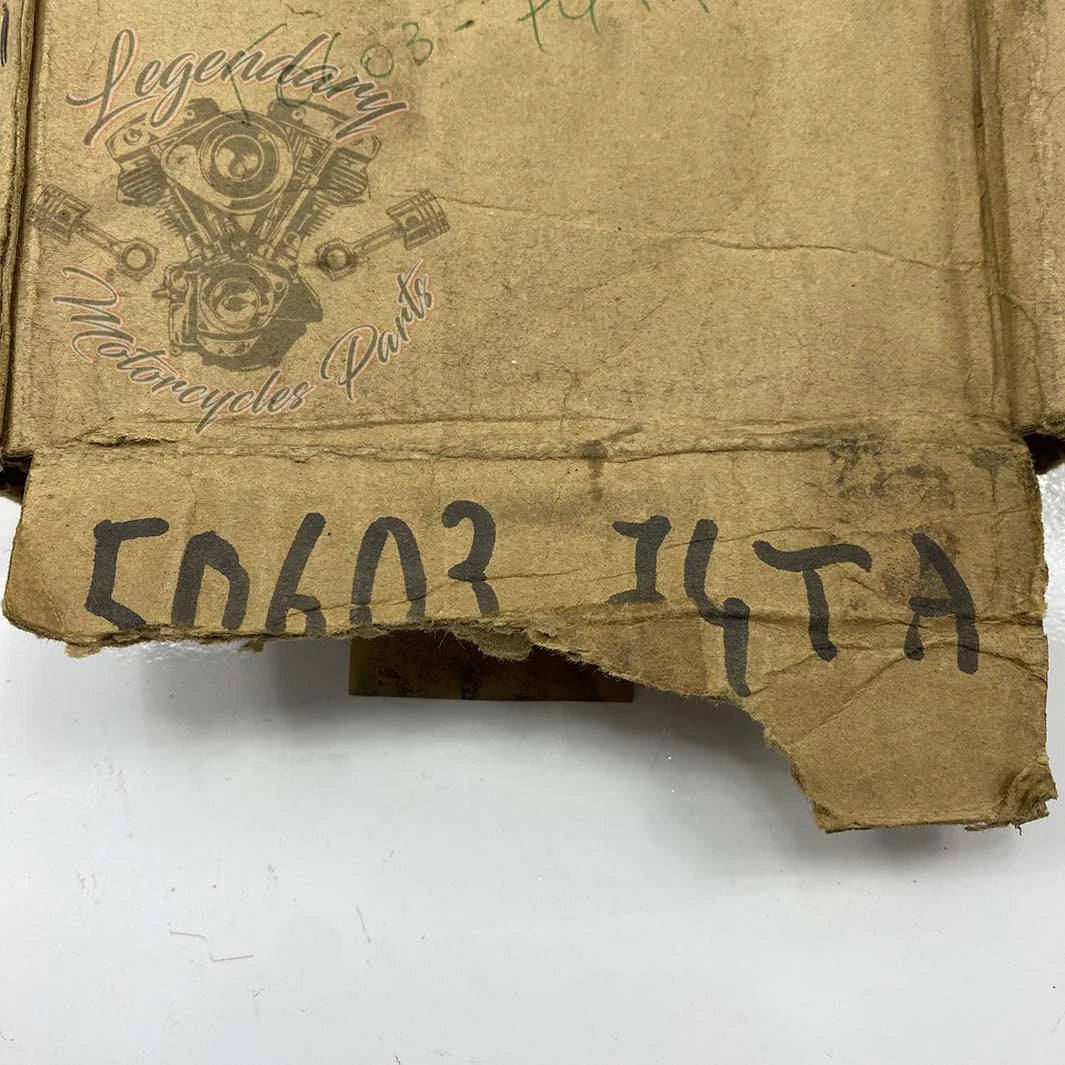 Legendary
Motorcycles Parts
50603 74TA